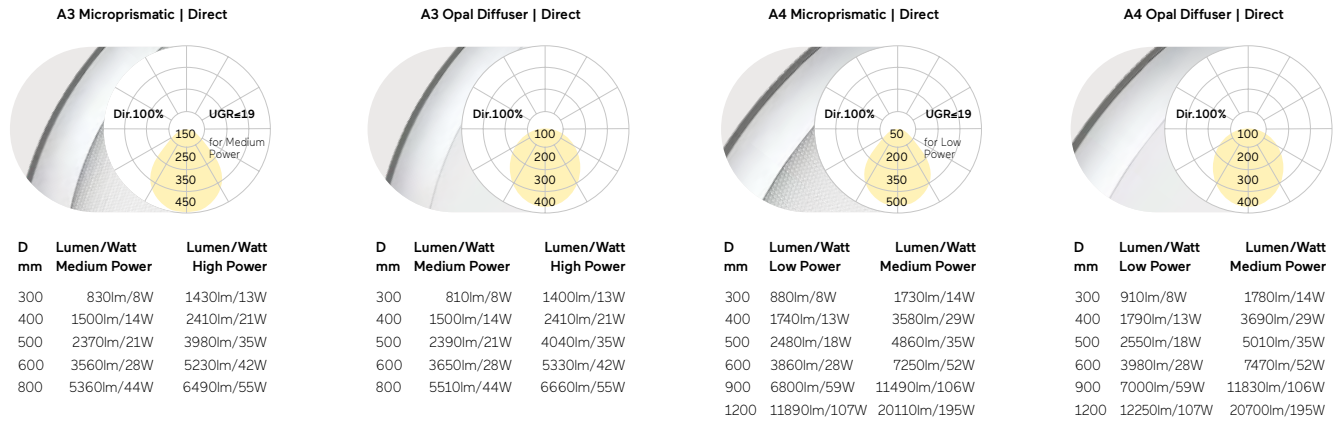 A3 Microprismatic | Direct
Dir.100%
UGR≤19
for Medium
Power
150
250
350
450
D Lumen/Watt Lumen/Watt
mm Medium Power High Power
300 830lm/8W 1430lm/13W
400 1500lm/14W 2410lm/21W
500 2370lm/21W 3980lm/35W
600 3560lm/28W 5230lm/42W
800 5360lm/44W 6490lm/55W
A3 Opal Diffuser | Direct
Dir.100%
100
200
300
400
D Lumen/Watt Lumen/Watt
mm Medium Power High Power
300 810lm/8W 1400lm/13W
400 1500lm/14W 2410lm/21W
500 2390lm/21W 4040lm/35W
600 3650lm/28W 5330lm/42W
800 5510lm/44W 6660lm/55W
A4 Microprismatic | Direct
Dir.100%
UGR≤19
for Low
Power
50
200
350
500
D Lumen/Watt Lumen/Watt
mm Low Power Medium Power
300 880lm/8W 1730lm/14W
400 1740lm/13W 3580lm/29W
500 2480lm/18W 4860lm/35W
600 3860lm/28W 7250lm/52W
900 6800lm/59W 11490lm/106W
1200 11890lm/107W 20110lm/195W
A4 Opal Diffuser | Direct
Dir.100%
100
200
300
400
D Lumen/Watt Lumen/Watt
mm Low Power Medium Power
300 910lm/8W 1780lm/14W
400 1790lm/13W 3690lm/29W
500 2550lm/18W 5010lm/35W
600 3980lm/28W 7470lm/52W
900 7000lm/59W 11830lm/106W
1200 12250lm/107W 20700lm/195W